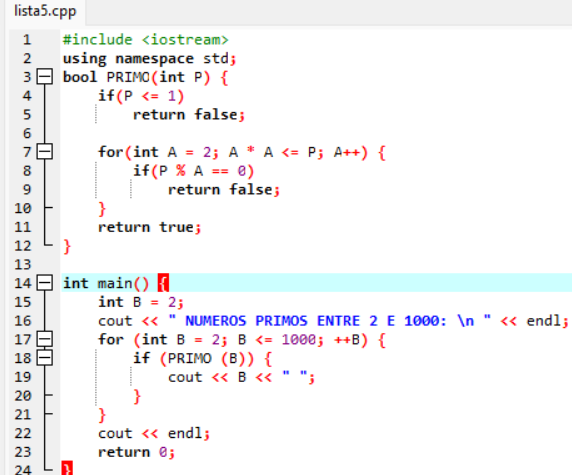 lista5.cpp
1 #include <iostream>
2 using namespace std;
3 bool PRIMO(int P) {
4 if(P <= 1)
5 return false;
6
7 for(int A = 2; A * A <= P; A++) {
8 if(P % A == 0)
9 return false;
10 }
11 return true;
12 }
13
14 int main() {
15 int B = 2;
16 cout << " NUMEROS PRIMOS ENTRE 2 E 1000: \n " << endl;
17 for (int B = 2; B <= 1000; ++B) {
18 if (PRIMO (B)) {
19 cout << B << " ";
20 }
21 }
22 cout << endl;
23 return 0;
24 }